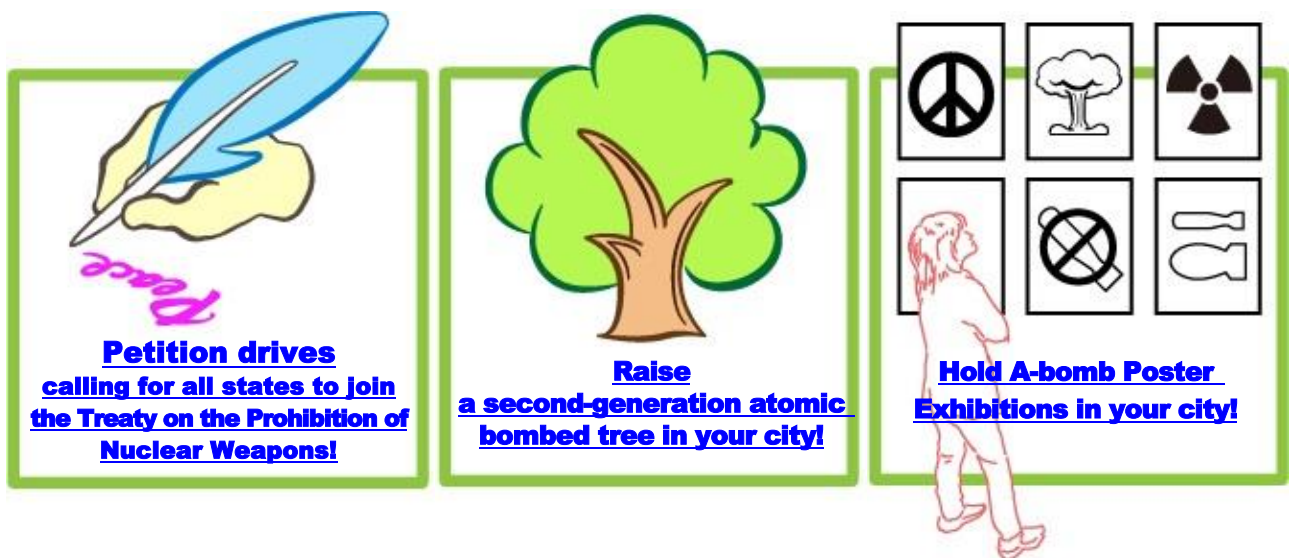 Peace
Petition drives
calling for all states to join
the Treaty on the Prohibition of
Nuclear Weapons!
Raise
a second-generation atomic
bombed tree in your city!
Hold A-bomb Poster
Exhibitions in your city!